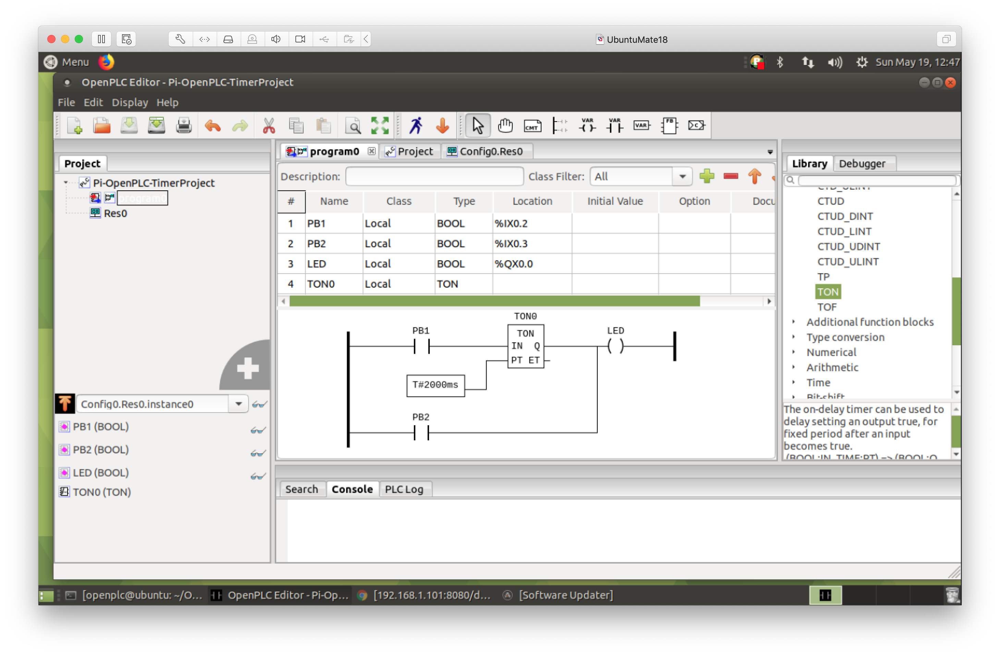 UbuntuMate18
Menu
Sun May 19, 12:47
OpenPLC Editor - Pi-OpenPLC-TimerProject
File Edit Display Help
CMT VAR VAR VAR FB C
Project
Pi-OpenPLC-TimerProject
program0
Res0
program0 Project Config0.Res0
Description: Class Filter: All
# Name Class Type Location Initial Value Option Docu
1 PB1 Local BOOL %IX0.2
2 PB2 Local BOOL %IX0.3
3 LED Local BOOL %QX0.0
4 TON0 Local TON
TON0
PB1 TON LED
IN Q
( )
PT ET
T#2000ms
PB2
Library Debugger
CTD_ULINT
CTUD
CTUD_DINT
CTUD_LINT
CTUD_UDINT
CTUD_ULINT
TP
TON
TOF
Additional function blocks
Type conversion
Numerical
Arithmetic
Time
Bit-shift
The on-delay timer can be used to
delay setting an output true, for
fixed period after an input
becomes true.
(BOOL:IN, TIME:PT) => (BOOL:Q,
Config0.Res0.instance0
PB1 (BOOL)
PB2 (BOOL)
LED (BOOL)
TON0 (TON)
Search Console PLC Log
[openplc@ubuntu: ~/O... OpenPLC Editor - Pi-Op... [192.168.1.101:8080/d... [Software Updater]